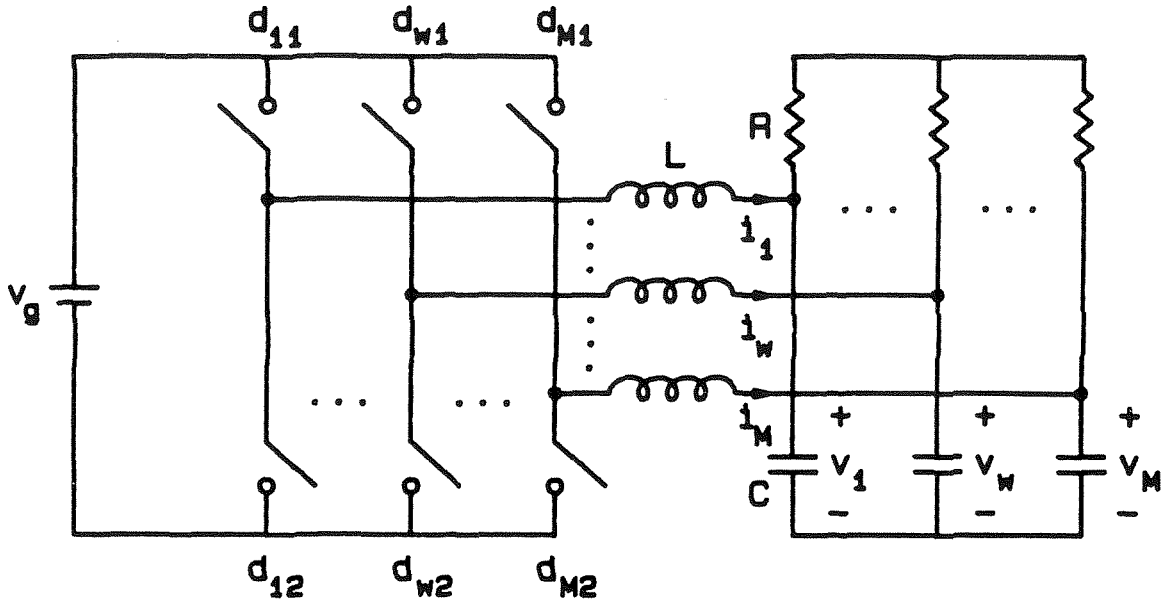 d11 dw1 dM1
R
L
i1
vg
iw
iM
+ + +
C v1 vw vM
− − −
d12 dw2 dM2